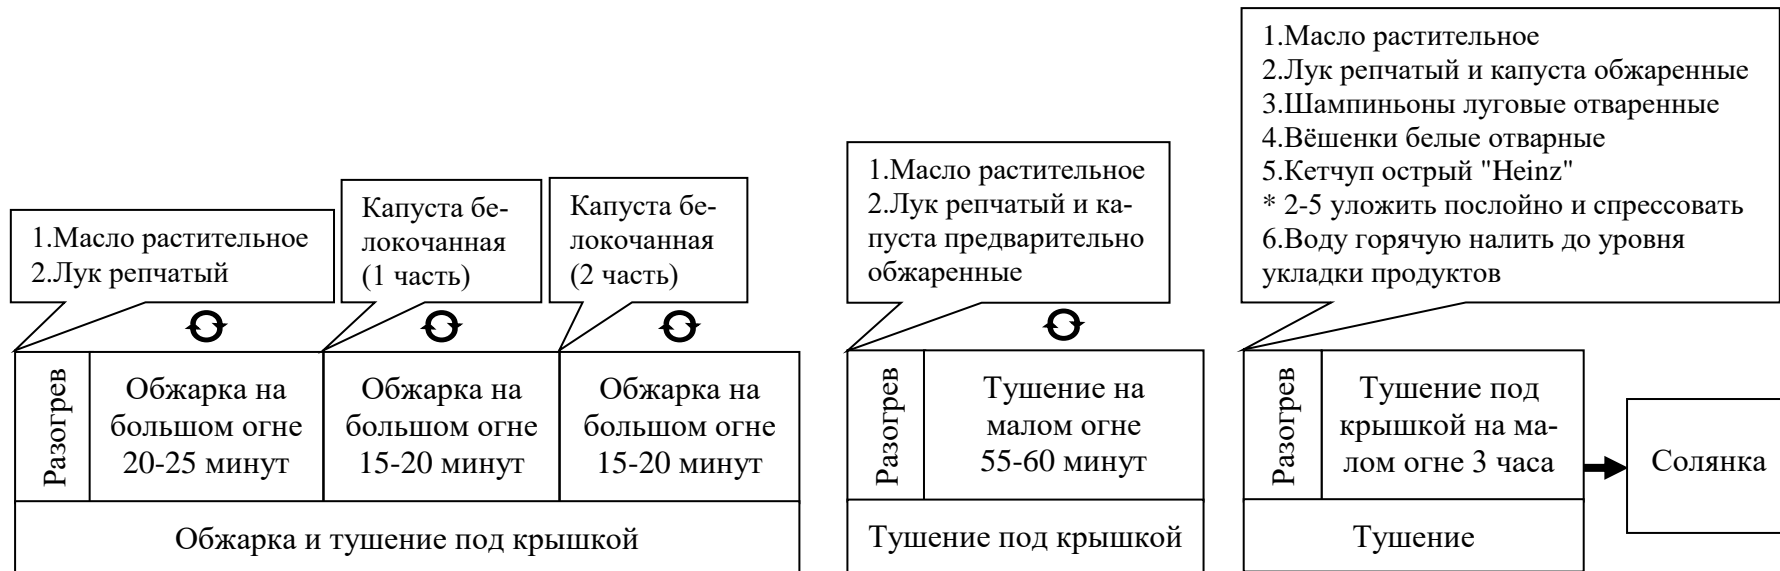 1.Масло растительное
2.Лук репчатый
Капуста бе-
локочанная
(1 часть)
Капуста бе-
локочанная
(2 часть)
1.Масло растительное
2.Лук репчатый и ка-
пуста предварительно
обжаренные
1.Масло растительное
2.Лук репчатый и капуста обжаренные
3.Шампиньоны луговые отваренные
4.Вёшенки белые отварные
5.Кетчуп острый "Heinz"
* 2-5 уложить послойно и спрессовать
6.Воду горячую налить до уровня
укладки продуктов
Разогрев
Обжарка на
большом огне
20-25 минут
Обжарка на
большом огне
15-20 минут
Обжарка на
большом огне
15-20 минут
Обжарка и тушение под крышкой
Разогрев
Тушение на
малом огне
55-60 минут
Тушение под крышкой
Разогрев
Тушение под
крышкой на ма-
лом огне 3 часа
Тушение
Солянка